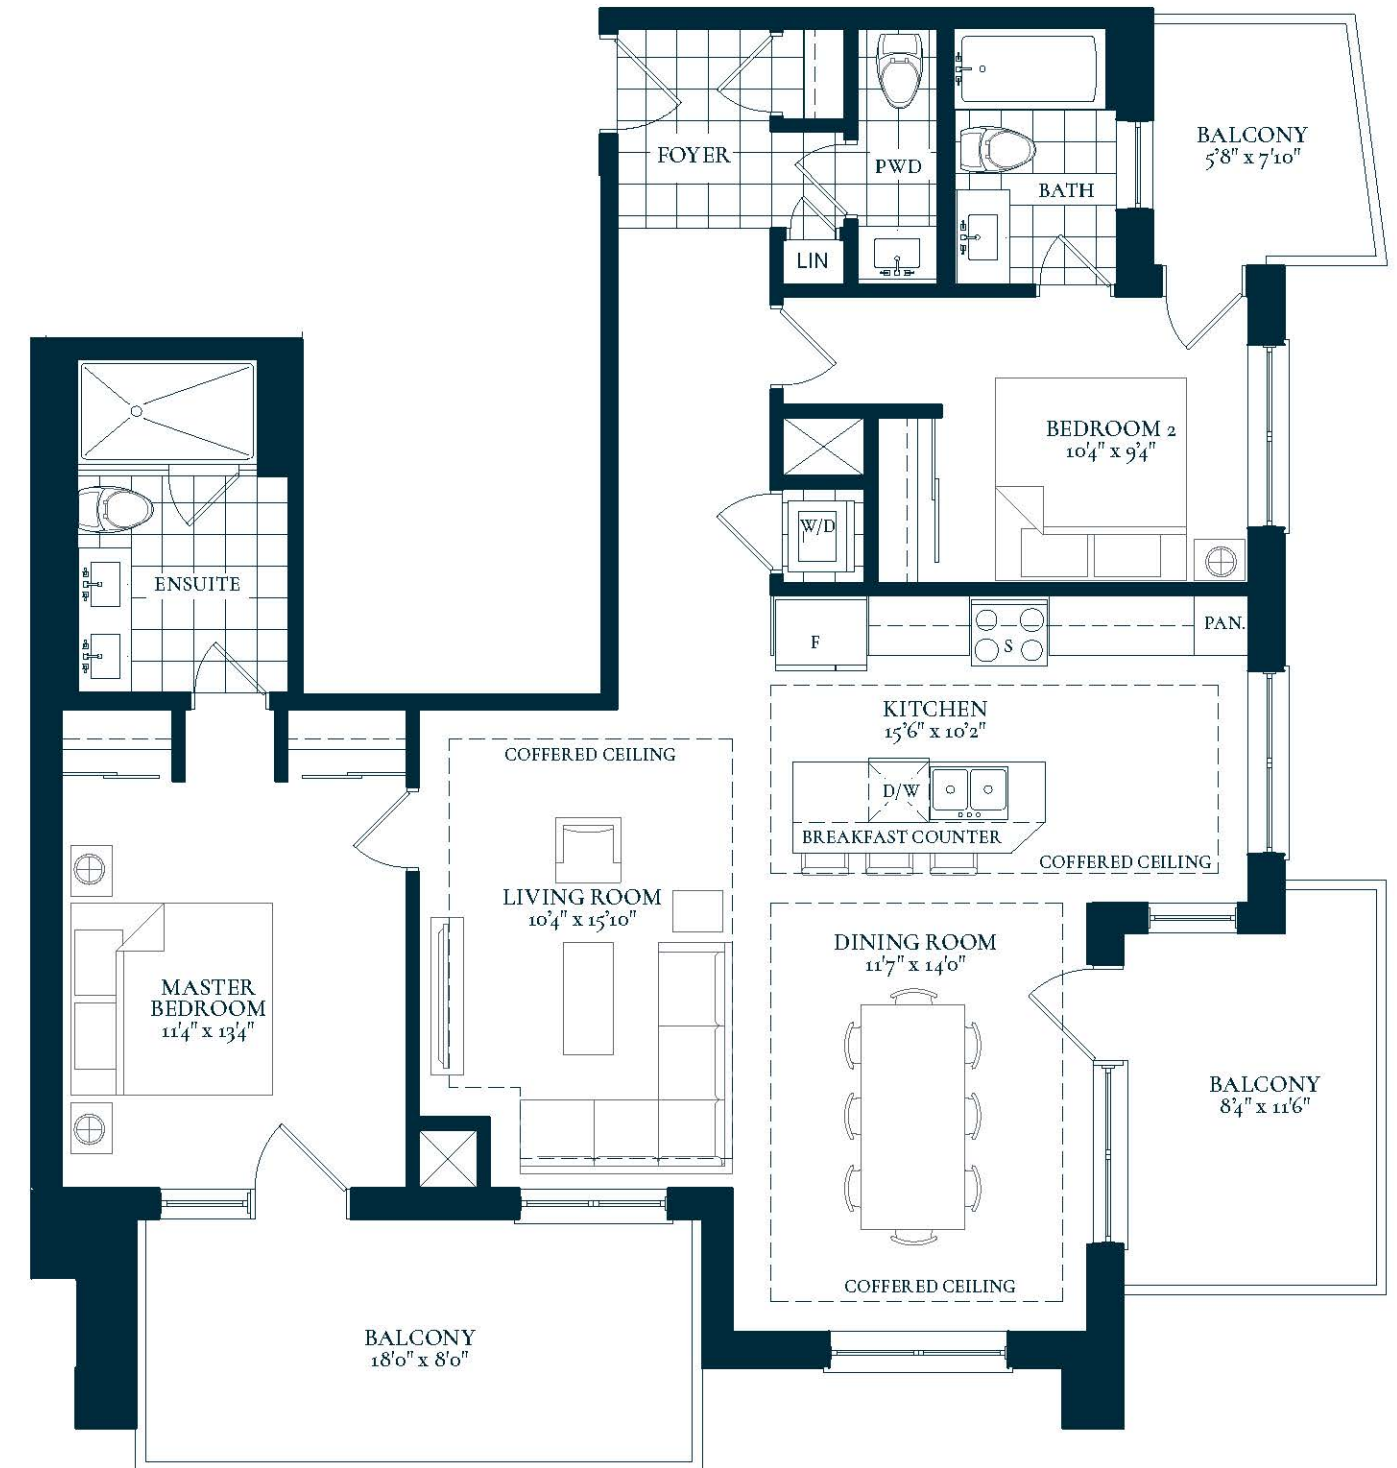 BALCONY
5'8" x 7'10"
FOYER
PWD
BATH
LIN
BEDROOM 2
10'4" x 9'4"
W/D
ENSUITE
F
S
PAN.
KITCHEN
15'6" x 10'2"
COFFERED CEILING
D/W
BREAKFAST COUNTER
COFFERED CEILING
LIVING ROOM
10'4" x 15'10"
DINING ROOM
11'7" x 14'0"
MASTER
BEDROOM
11'4" x 13'4"
BALCONY
8'4" x 11'6"
COFFERED CEILING
BALCONY
18'0" x 8'0"